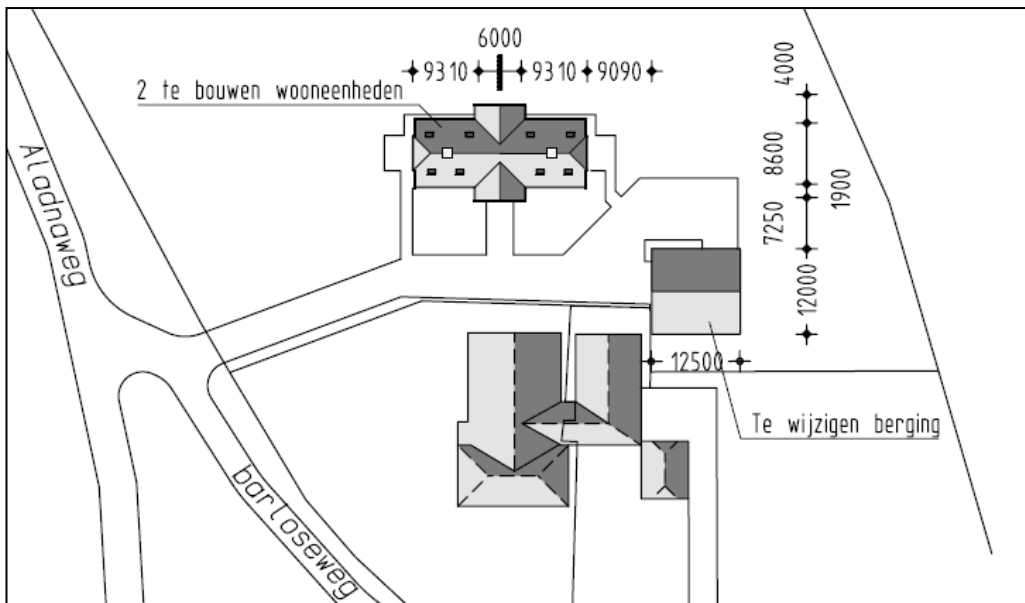 6000
9310 9310 9090
2 te bouwen wooneenheden
4000
8600
1900
7250
12000
Aladnaweg
12500
Te wijzigen berging
barloseweg